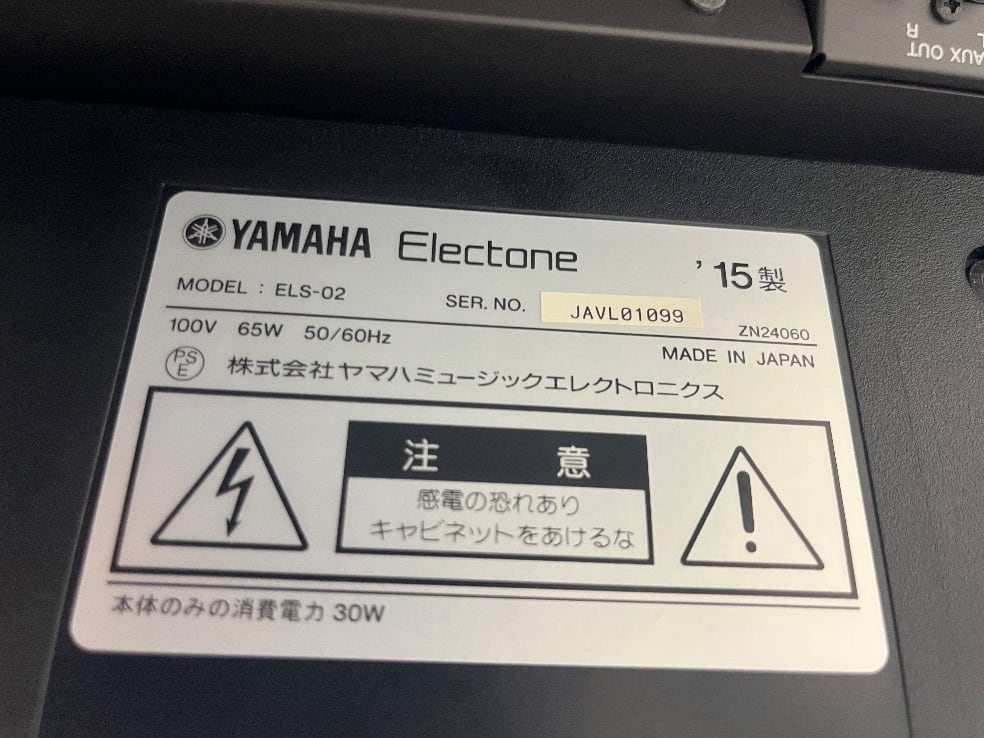 AUX OUT
R
YAMAHA Electone '15製
MODEL : ELS-02 SER. NO. JAVL01099 ZN24060
100V 65W 50/60Hz MADE IN JAPAN
PS
E
株式会社ヤマハミュージックエレクトロニクス
注意
感電の恐れあり
キャビネットをあけるな
本体のみの消費電力 30W